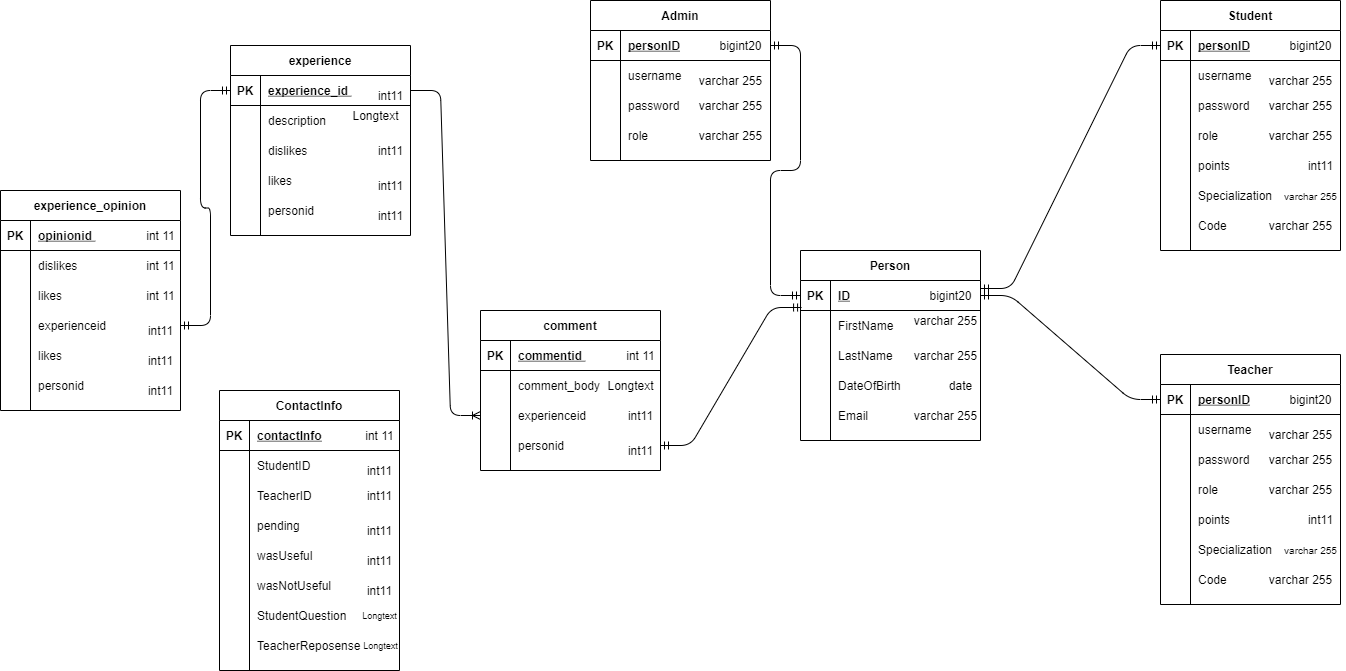 Admin
PK personID bigint20
username varchar 255
password varchar 255
role varchar 255
Student
PK personID bigint20
username varchar 255
password varchar 255
role varchar 255
points int11
Specialization varchar 255
Code varchar 255
experience
PK experience_id int11
description Longtext
dislikes int11
likes int11
personid int11
experience_opinion
PK opinionid int 11
dislikes int 11
likes int 11
experienceid int11
likes int11
personid int11
Person
PK ID bigint20
FirstName varchar 255
LastName varchar 255
DateOfBirth date
Email varchar 255
comment
PK commentid int 11
comment_body Longtext
experienceid int11
personid int11
Teacher
PK personID bigint20
username varchar 255
password varchar 255
role varchar 255
points int11
Specialization varchar 255
Code varchar 255
ContactInfo
PK contactInfo int 11
StudentID int11
TeacherID int11
pending int11
wasUseful int11
wasNotUseful int11
StudentQuestion Longtext
TeacherReposense Longtext